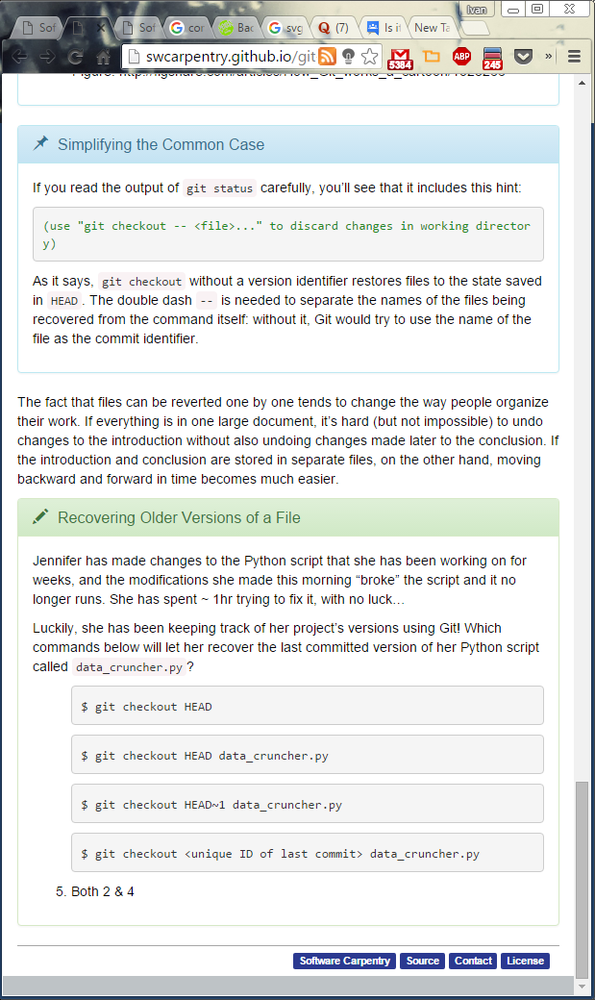 Ivan
Sof
Sof
cor
Bac
svg
(7)
Is it
New Ta
swcarpentry.github.io/git
5384
ABP
245
»
Simplifying the Common Case
If you read the output of git status carefully, you’ll see that it includes this hint:
(use "git checkout -- <file>..." to discard changes in working director
y)
As it says, git checkout without a version identifier restores files to the state saved
in HEAD . The double dash -- is needed to separate the names of the files being
recovered from the command itself: without it, Git would try to use the name of the
file as the commit identifier.
The fact that files can be reverted one by one tends to change the way people organize
their work. If everything is in one large document, it’s hard (but not impossible) to undo
changes to the introduction without also undoing changes made later to the conclusion. If
the introduction and conclusion are stored in separate files, on the other hand, moving
backward and forward in time becomes much easier.
Recovering Older Versions of a File
Jennifer has made changes to the Python script that she has been working on for
weeks, and the modifications she made this morning “broke” the script and it no
longer runs. She has spent ~ 1hr trying to fix it, with no luck…
Luckily, she has been keeping track of her project’s versions using Git! Which
commands below will let her recover the last committed version of her Python script
called data_cruncher.py ?
$ git checkout HEAD
$ git checkout HEAD data_cruncher.py
$ git checkout HEAD~1 data_cruncher.py
$ git checkout <unique ID of last commit> data_cruncher.py
5. Both 2 & 4
Software Carpentry Source Contact License